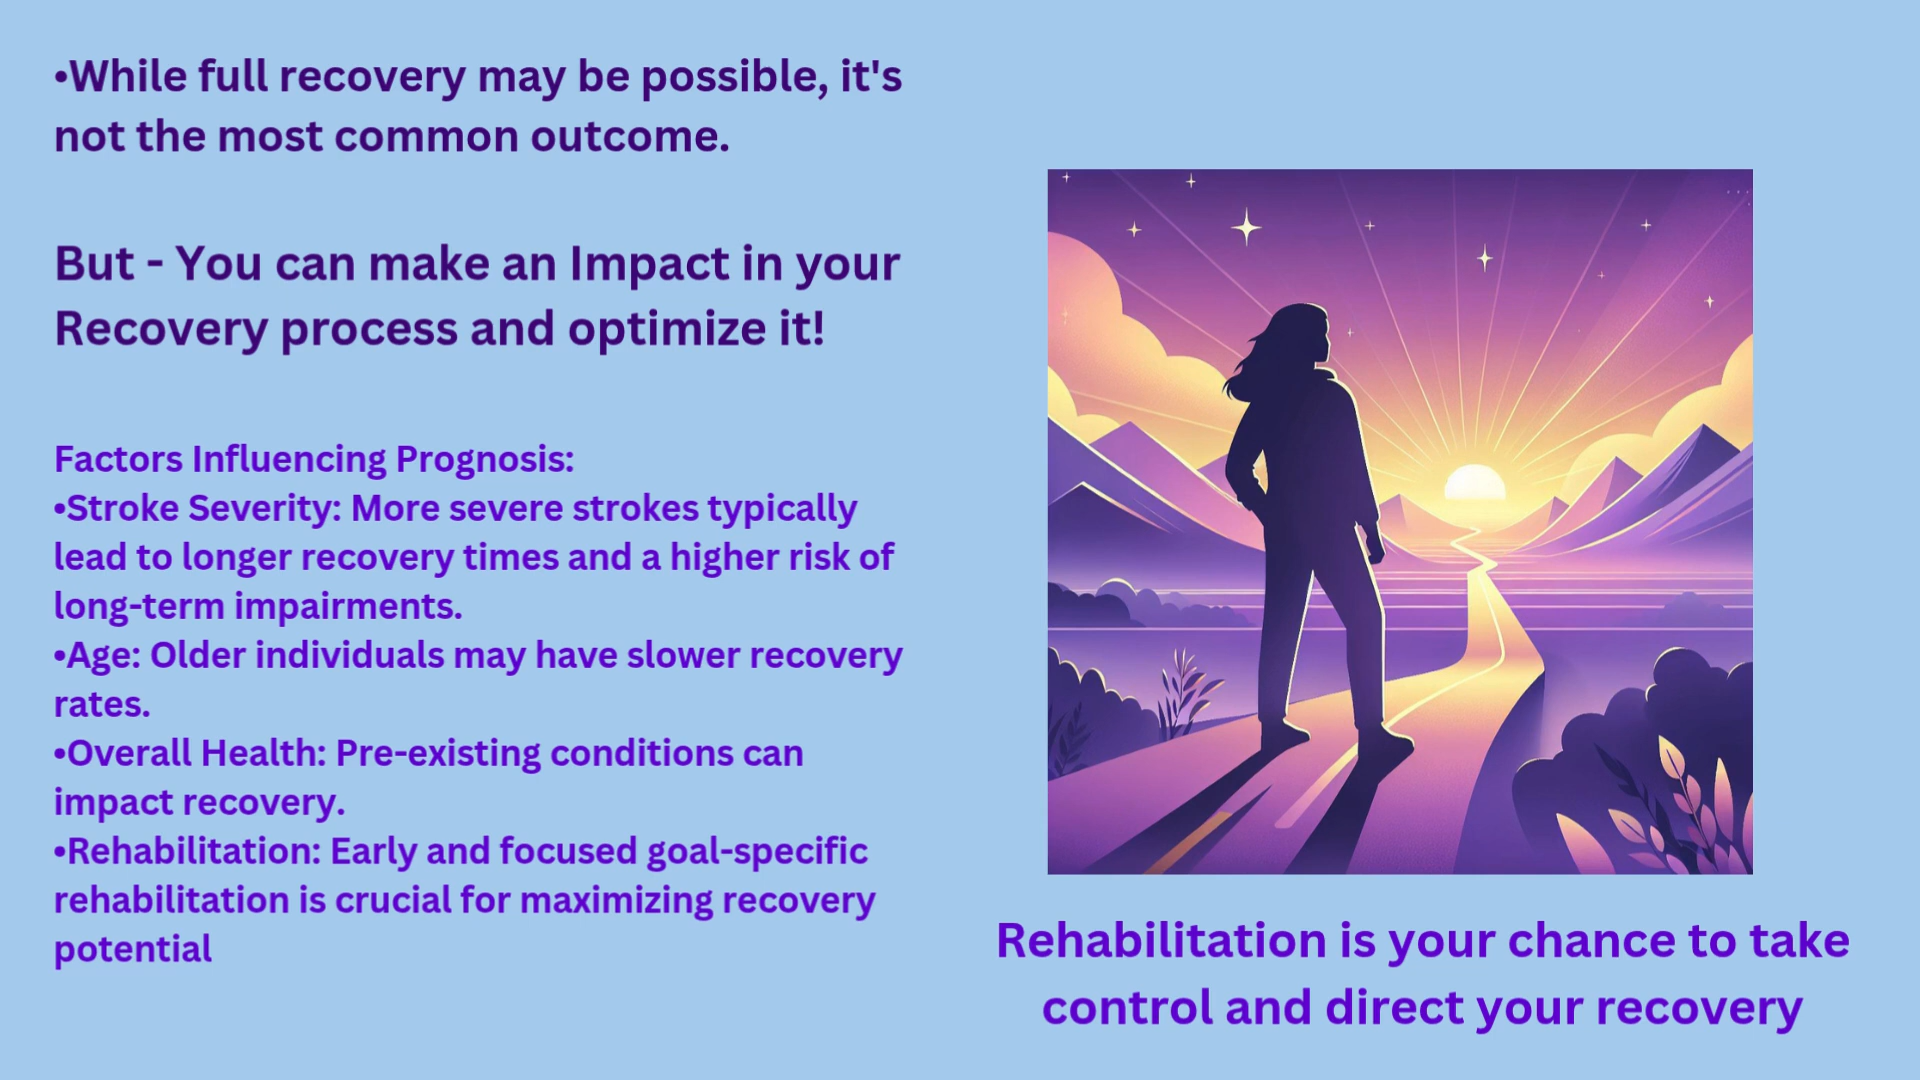 •While full recovery may be possible, it's
not the most common outcome.
But - You can make an Impact in your
Recovery process and optimize it!
Factors Influencing Prognosis:
•Stroke Severity: More severe strokes typically
lead to longer recovery times and a higher risk of
long-term impairments.
•Age: Older individuals may have slower recovery
rates.
•Overall Health: Pre-existing conditions can
impact recovery.
•Rehabilitation: Early and focused goal-specific
rehabilitation is crucial for maximizing recovery
potential
Rehabilitation is your chance to take
control and direct your recovery